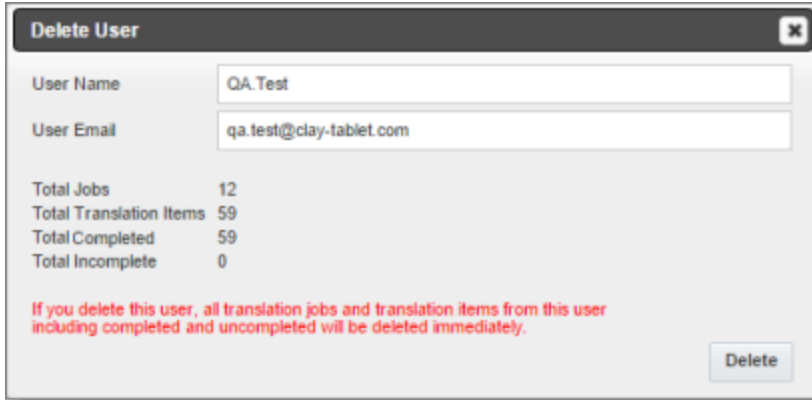 Delete User
User Name QA.Test
User Email qa.test@clay-tablet.com
Total Jobs 12
Total Translation Items 59
Total Completed 59
Total Incomplete 0
If you delete this user, all translation jobs and translation items from this user
including completed and uncompleted will be deleted immediately.
Delete